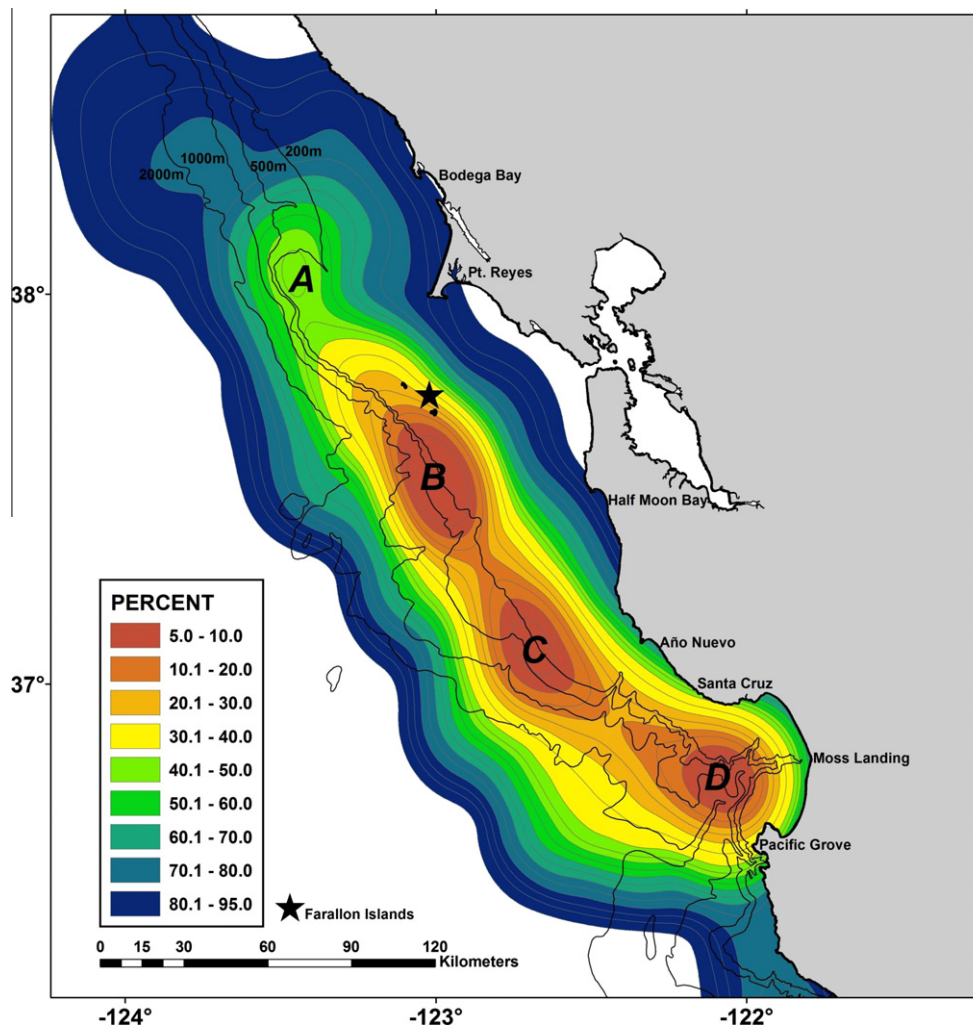 2000m
1000m
500m
200m
Bodega Bay
A
38°
Pt. Reyes
B
Half Moon Bay
C
Año Nuevo
37°
Santa Cruz
D
Moss Landing
Pacific Grove
PERCENT
5.0 - 10.0
10.1 - 20.0
20.1 - 30.0
30.1 - 40.0
40.1 - 50.0
50.1 - 60.0
60.1 - 70.0
70.1 - 80.0
80.1 - 95.0
Farallon Islands
0 15 30 60 90 120
Kilometers
-124° -123° -122°